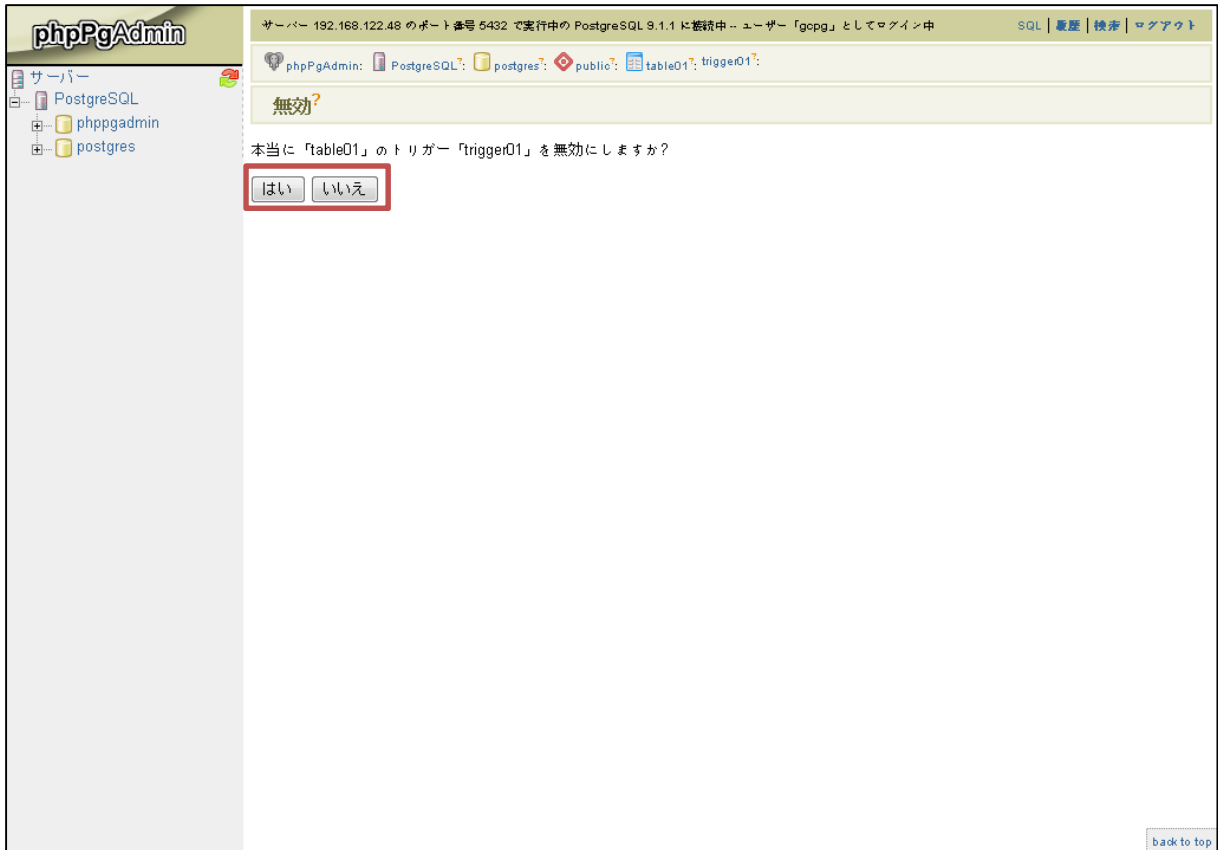 phpPgAdmin
サーバー 192.168.122.48 のポート番号 5432 で実行中の PostgreSQL 9.1.1 に接続中 -- ユーザー「gcpg」としてログイン中
SQL | 履歴 | 検索 | ログアウト
phpPgAdmin: PostgreSQL?: postgres?: public?: table01?: trigger01?:
サーバー
PostgreSQL
phppgadmin
postgres
無効?
本当に「table01」のトリガー「trigger01」を無効にしますか?
はい いいえ
back to top